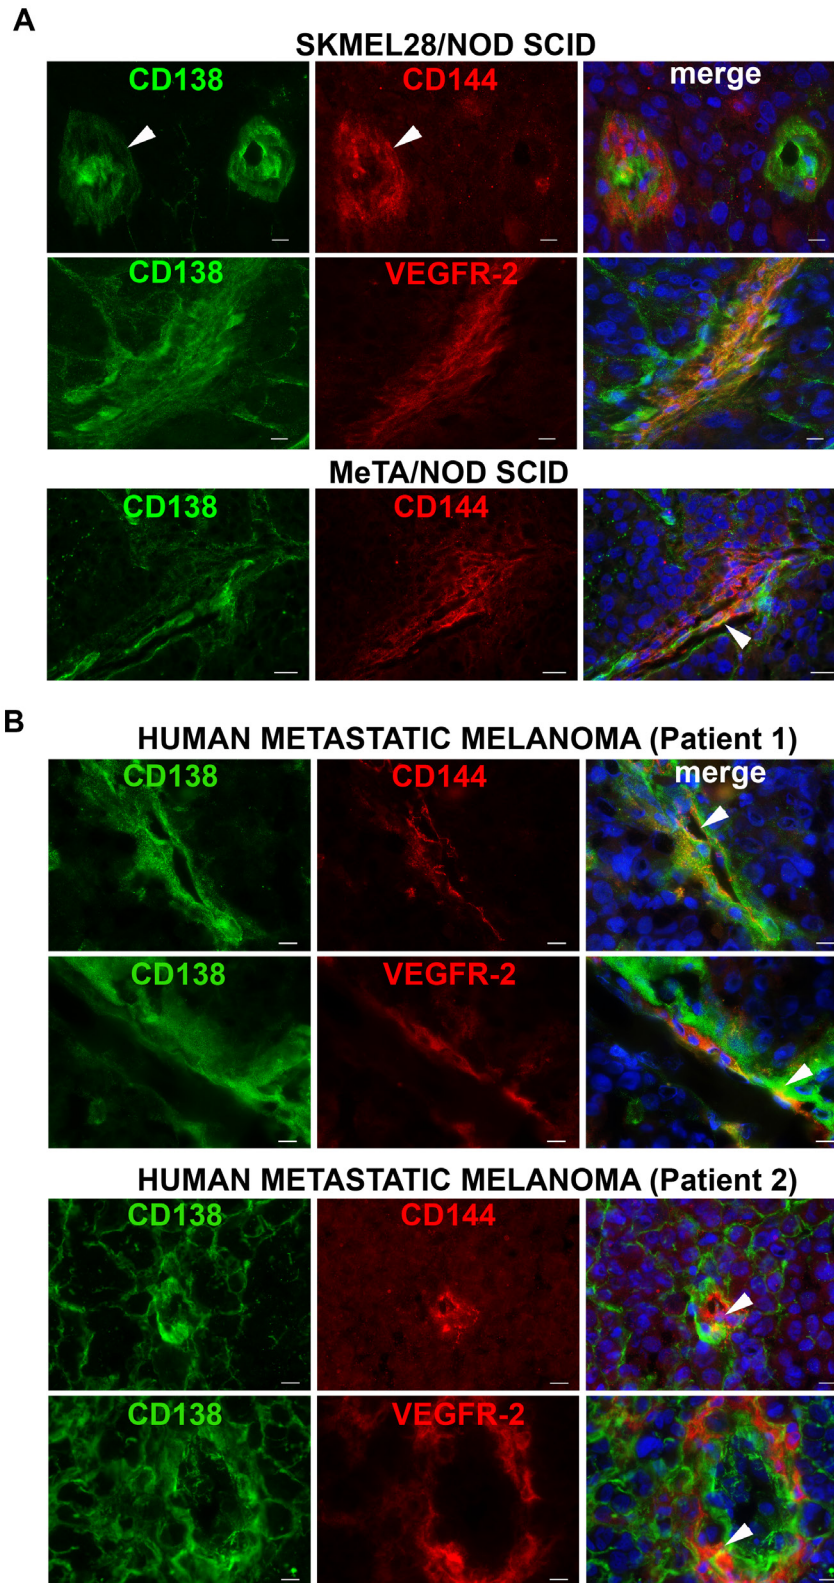 A
SKMEL28/NOD SCID
CD138 CD144 merge
CD138 VEGFR-2
MeTA/NOD SCID
CD138 CD144
B
HUMAN METASTATIC MELANOMA (Patient 1)
CD138 CD144 merge
CD138 VEGFR-2
HUMAN METASTATIC MELANOMA (Patient 2)
CD138 CD144
CD138 VEGFR-2